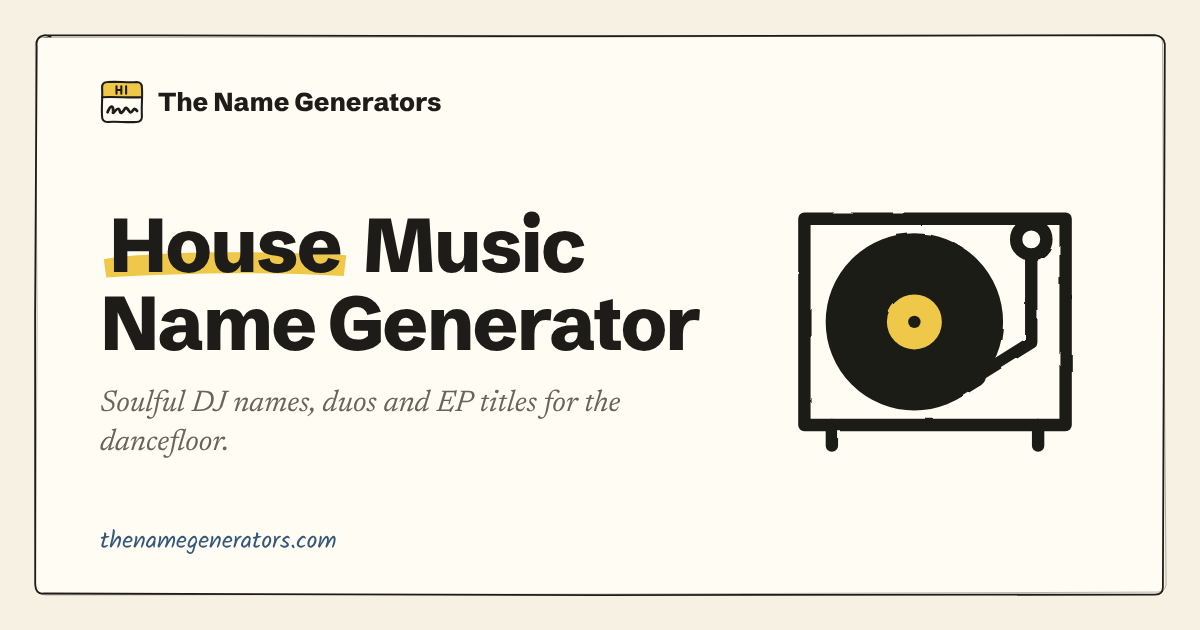 HI
The Name Generators
House Music
Name Generator
Soulful DJ names, duos and EP titles for the
dancefloor.
thenamegenerators.com